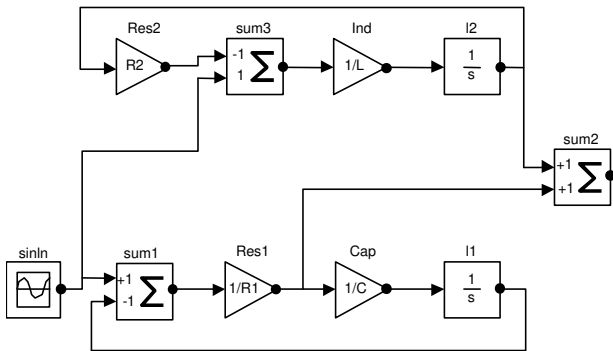 Res2
sum3
Ind
I2
R2
-1
1
Σ
1/L
1
s
sum2
+1
+1
Σ
sinIn
sum1
Res1
Cap
I1
+1
-1
Σ
1/R1
1/C
1
s